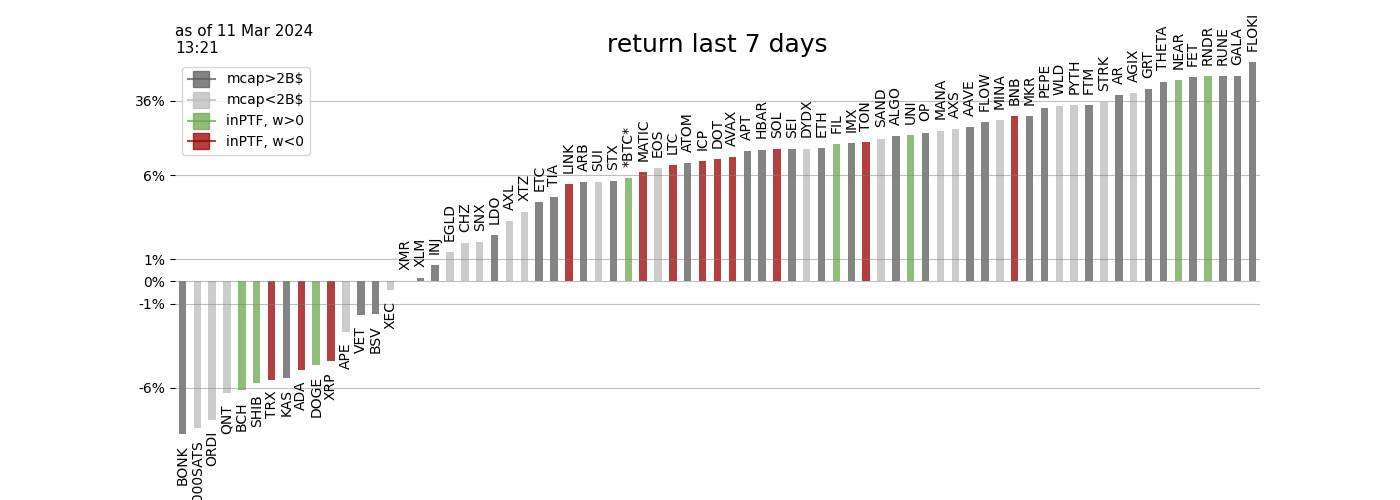 as of 11 Mar 2024
13:21
return last 7 days
mcap>2B$
mcap<2B$
inPTF, w>0
inPTF, w<0
36%
6%
1%
0%
-1%
-6%
BONK
000SATS
ORDI
QNT
BCH
SHIB
TRX
KAS
ADA
DOGE
XRP
APE
VET
BSV
XEC
XMR
XLM
INJ
EGLD
CHZ
SNX
LDO
AXL
XTZ
ETC
TIA
LINK
ARB
SUI
STX
*BTC*
MATIC
EOS
LTC
ATOM
ICP
DOT
AVAX
APT
HBAR
SOL
SEI
DYDX
ETH
FIL
IMX
TON
SAND
ALGO
UNI
OP
MANA
AXS
AAVE
FLOW
MINA
BNB
MKR
PEPE
WLD
PYTH
FTM
STRK
AR
AGIX
GRT
THETA
NEAR
FET
RNDR
RUNE
GALA
FLOKI